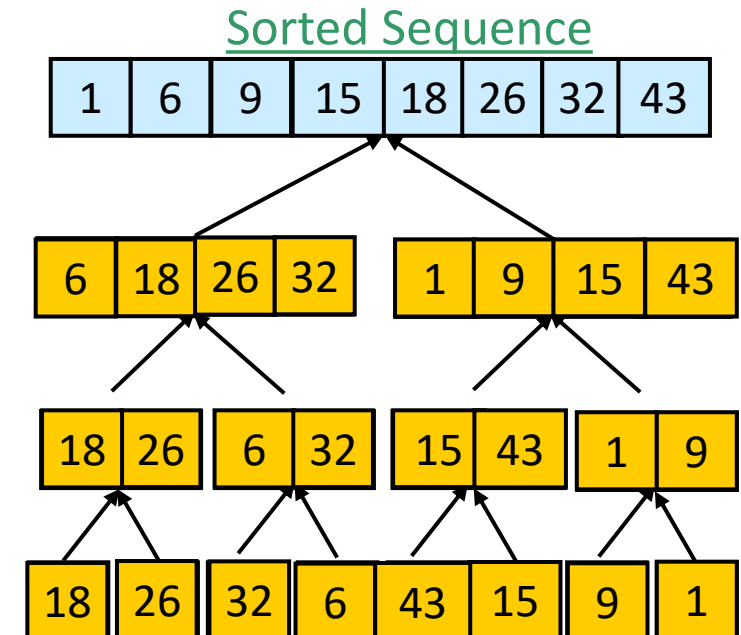 Sorted Sequence
1 6 9 15 18 26 32 43
6 18 26 32 1 9 15 43
18 26 6 32 15 43 1 9
18 26 32 6 43 15 9 1